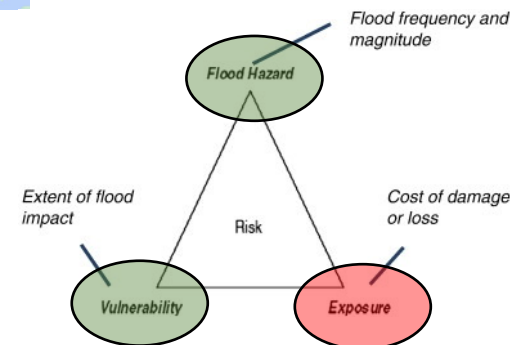 Flood frequency and
magnitude
Flood Hazard
Extent of flood
impact
Cost of damage
or loss
Risk
Vulnerability
Exposure